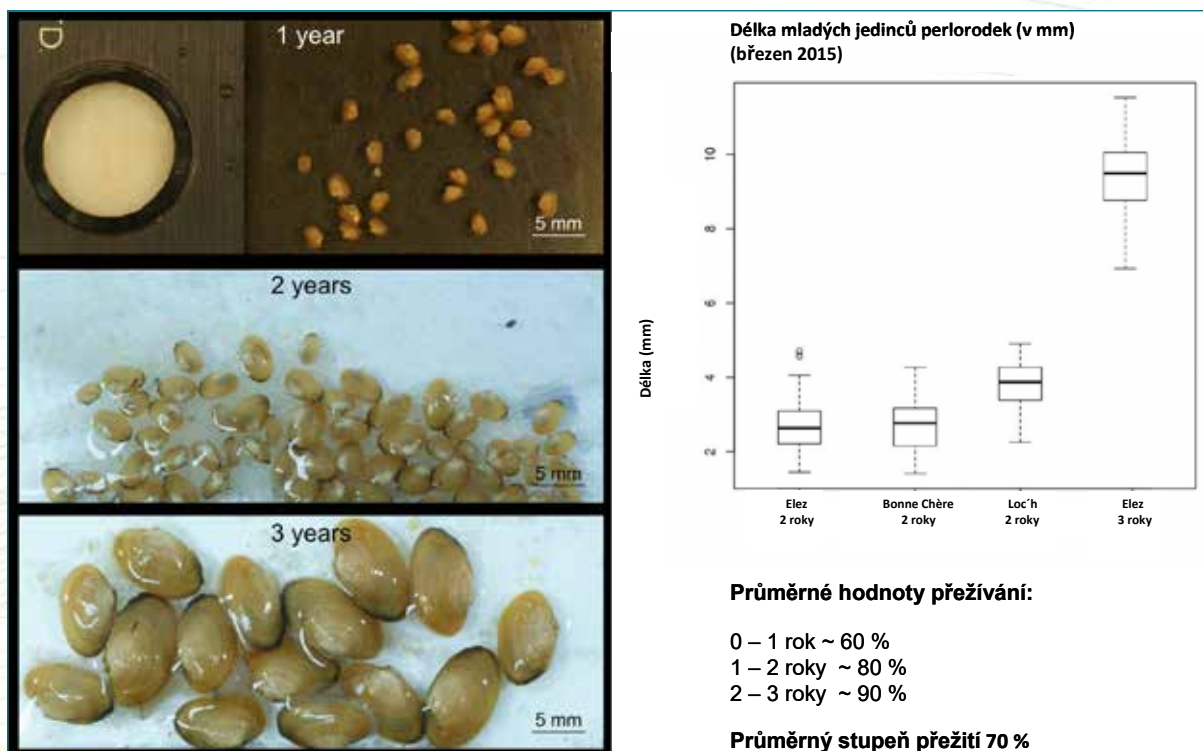 .D.
1 year
5 mm
2 years
5 mm
3 years
5 mm
Délka mladých jedinců perlorodek (v mm)
(březen 2015)
Délka (mm)
10
8
6
4
2
Elez
2 roky
Bonne Chère
2 roky
Loc´h
2 roky
Elez
3 roky
Průměrné hodnoty přežívání:
0 – 1 rok ~ 60 %
1 – 2 roky ~ 80 %
2 – 3 roky ~ 90 %
Průměrný stupeň přežití 70 %